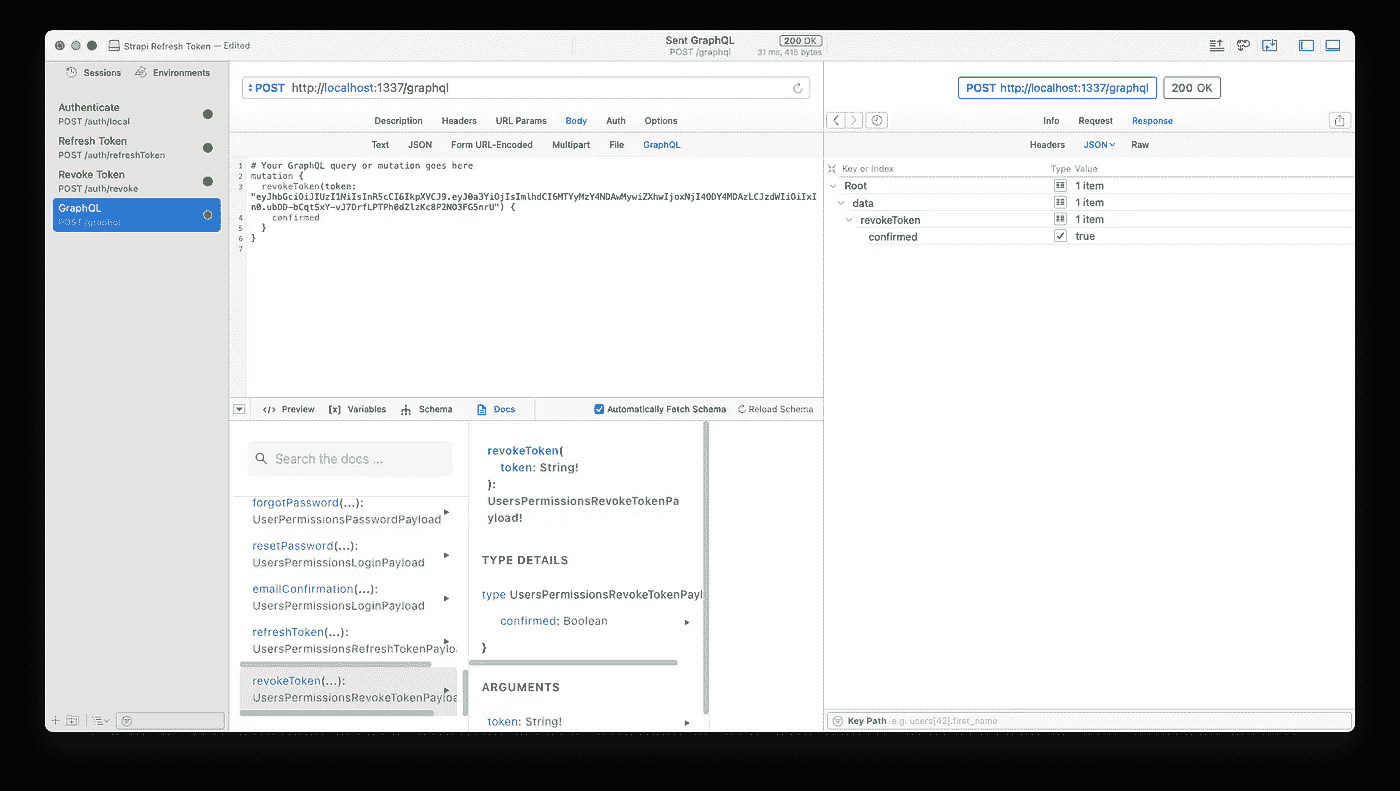 Strapi Refresh Token — Edited
Sent GraphQL
200 OK
POST /graphql
31 ms, 415 bytes
Sessions
Environments
Authenticate
POST /auth/local
Refresh Token
POST /auth/refreshToken
Revoke Token
POST /auth/revoke
GraphQL
POST /graphql
POST http://localhost:1337/graphql
Description Headers URL Params Body Auth Options
Text JSON Form URL-Encoded Multipart File GraphQL
1 # Your GraphQL query or mutation goes here
2 mutation {
3 revokeToken(token:
4 confirmed
5 }
6 }
7
</> Preview
[x] Variables
Schema
Docs
Automatically Fetch Schema
Reload Schema
Search the docs ...
forgotPassword(...):
UserPermissionsPasswordPayload
resetPassword(...):
UsersPermissionsLoginPayload
emailConfirmation(...):
UsersPermissionsLoginPayload
refreshToken(...):
UsersPermissionsRefreshTokenPaylo
revokeToken(...):
UsersPermissionsRevokeTokenPayloa
revokeToken(
token: String!
):
UsersPermissionsRevokeTokenPa
yload!
TYPE DETAILS
type UsersPermissionsRevokeTokenPayl
confirmed: Boolean
}
ARGUMENTS
token: String!
POST http://localhost:1337/graphql
200 OK
Info Request Response
Headers JSON Raw
Key or Index Type Value
Root 1 item
data 1 item
revokeToken 1 item
confirmed true
Key Path e.g. users[42].first_name